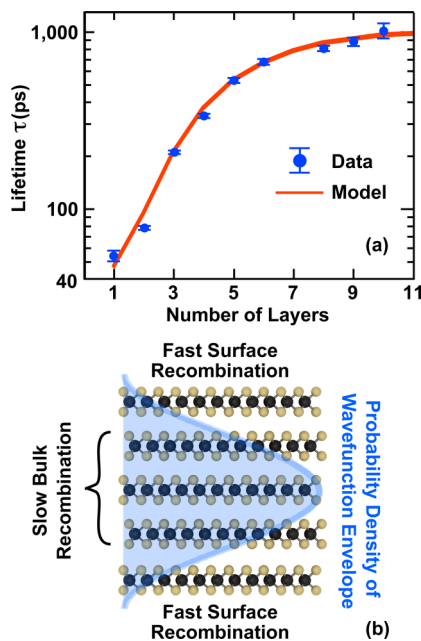 1,000
100
40
Lifetime τ(ps)
Data
Model
(a)
1 3 5 7 9 11
Number of Layers
Fast Surface
Recombination
Slow Bulk
Recombination
Probability Density of
Wavefunction Envelope
Fast Surface
Recombination
(b)